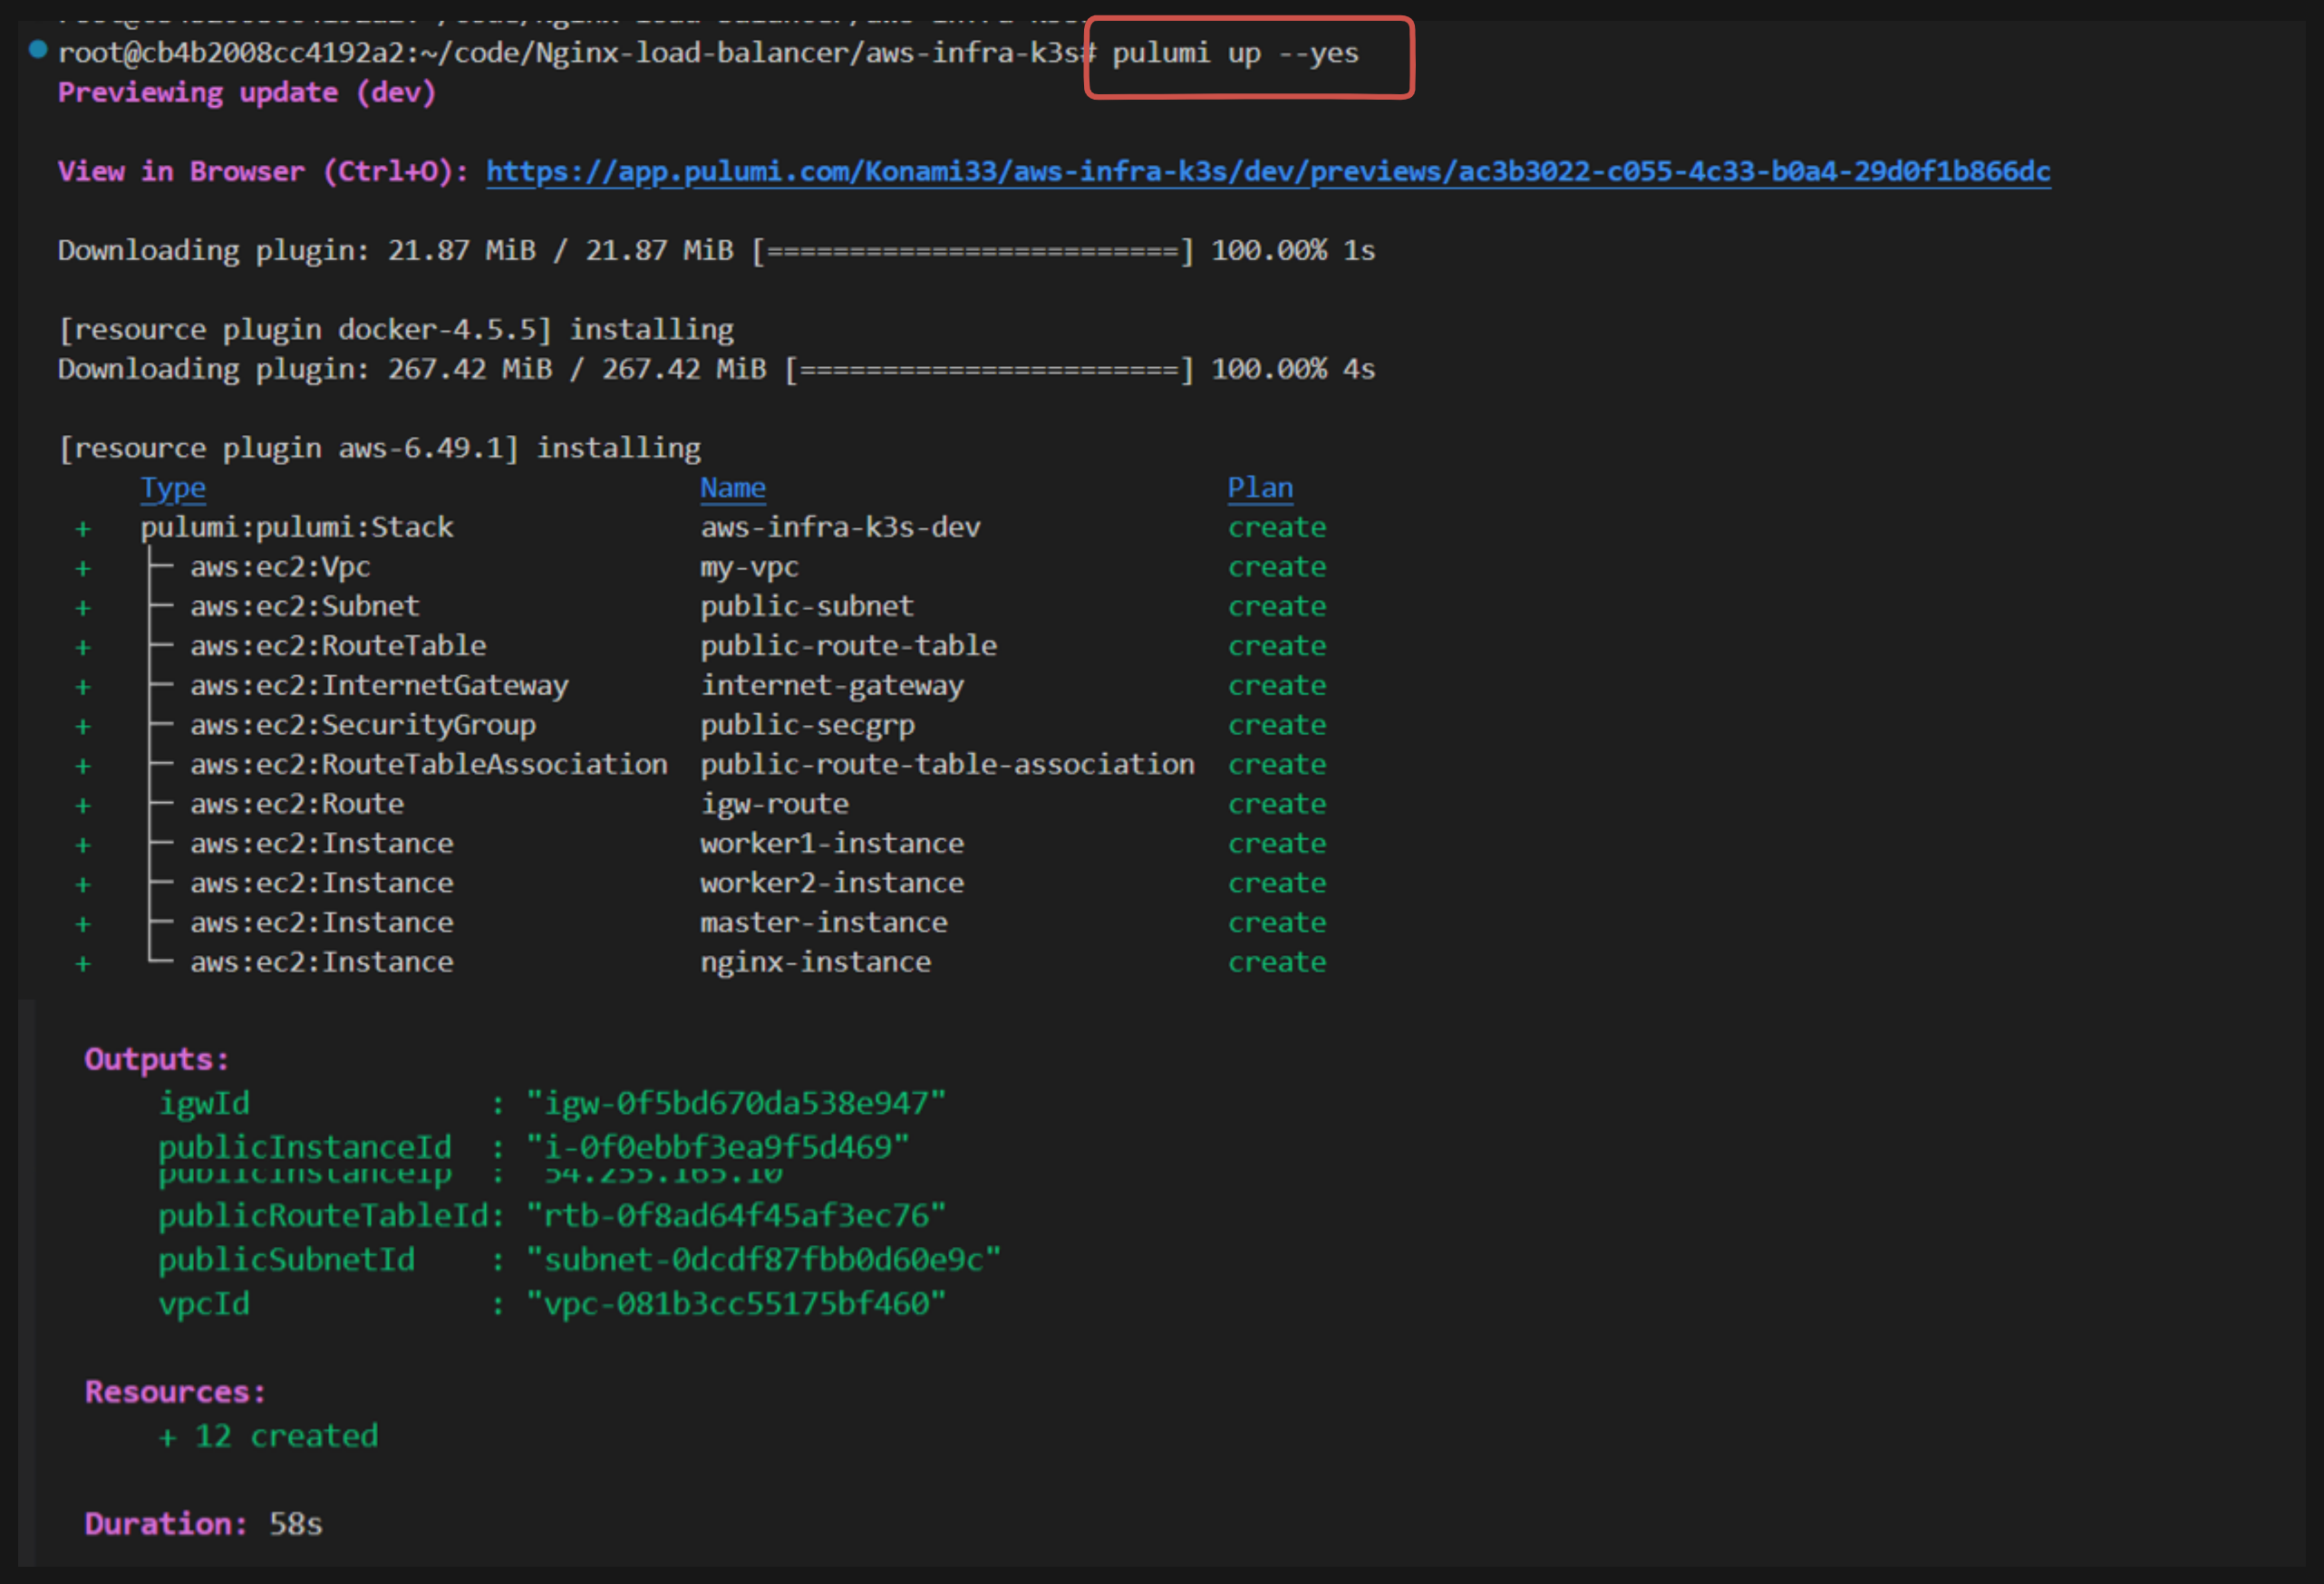 root@cb4b2008cc4192a2:~/code/Nginx-load-balancer/aws-infra-k3s# pulumi up --yes
Previewing update (dev)
View in Browser (Ctrl+O): https://app.pulumi.com/Konami33/aws-infra-k3s/dev/previews/ac3b3022-c055-4c33-b0a4-29d0f1b866dc
Downloading plugin: 21.87 MiB / 21.87 MiB [=========================] 100.00% 1s
[resource plugin docker-4.5.5] installing
Downloading plugin: 267.42 MiB / 267.42 MiB [=======================] 100.00% 4s
[resource plugin aws-6.49.1] installing
Type Name Plan
+ pulumi:pulumi:Stack aws-infra-k3s-dev create
+ ├─ aws:ec2:Vpc my-vpc create
+ ├─ aws:ec2:Subnet public-subnet create
+ ├─ aws:ec2:RouteTable public-route-table create
+ ├─ aws:ec2:InternetGateway internet-gateway create
+ ├─ aws:ec2:SecurityGroup public-secgrp create
+ ├─ aws:ec2:RouteTableAssociation public-route-table-association create
+ ├─ aws:ec2:Route igw-route create
+ ├─ aws:ec2:Instance worker1-instance create
+ ├─ aws:ec2:Instance worker2-instance create
+ ├─ aws:ec2:Instance master-instance create
+ └─ aws:ec2:Instance nginx-instance create
Outputs:
igwId : "igw-0f5bd670da538e947"
publicInstanceId : "i-0f0ebbf3ea9f5d469"
publicInstanceIp : 54.255.165.10
publicRouteTableId: "rtb-0f8ad64f45af3ec76"
publicSubnetId : "subnet-0dcdf87fbb0d60e9c"
vpcId : "vpc-081b3cc55175bf460"
Resources:
+ 12 created
Duration: 58s